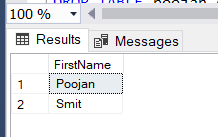 100 %
Results Messages
FirstName
1 Poojan
2 Smit